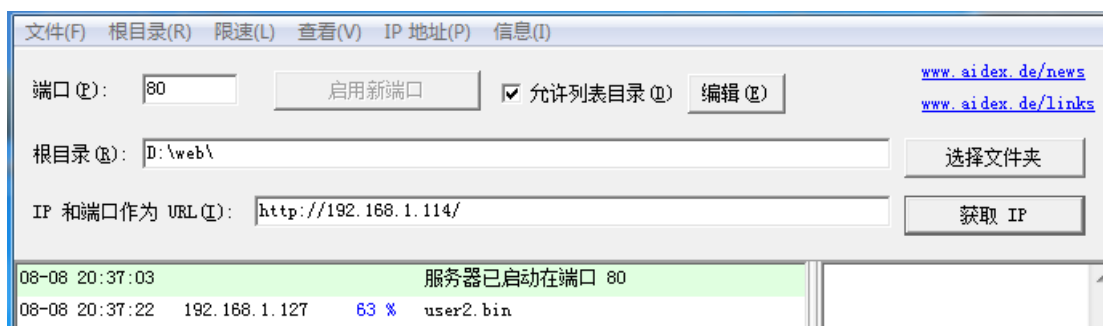 文件(F) 根目录(R) 限速(L) 查看(V) IP 地址(P) 信息(I)
端口(P): 80 启用新端口 允许列表目录(D) 编辑(E) www.aidex.de/news
www.aidex.de/links
根目录(R): D:\web\ 选择文件夹
IP 和端口作为 URL(I): http://192.168.1.114/ 获取 IP
08-08 20:37:03 服务器已启动在端口 80
08-08 20:37:22 192.168.1.127 63 % user2.bin